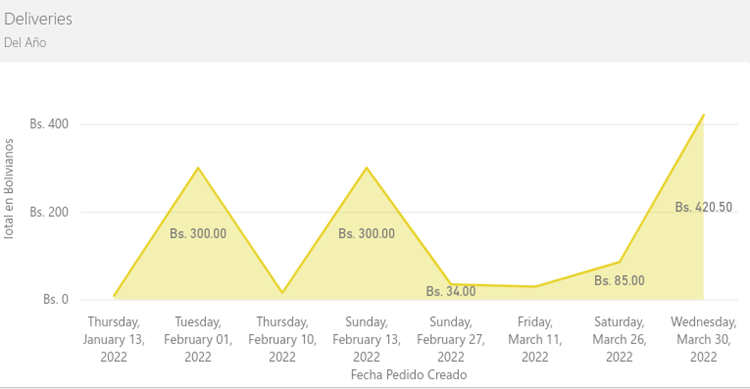 Deliveries
Del Año
Total en Bolivianos
Bs. 400
Bs. 200
Bs. 0
Bs. 300.00
Bs. 300.00
Bs. 34.00
Bs. 85.00
Bs. 420.50
Thursday,
January 13,
2022
Tuesday,
February 01,
2022
Thursday,
February 10,
2022
Sunday,
February 13,
2022
Sunday,
February 27,
2022
Friday,
March 11,
2022
Saturday,
March 26,
2022
Wednesday,
March 30,
2022
Fecha Pedido Creado